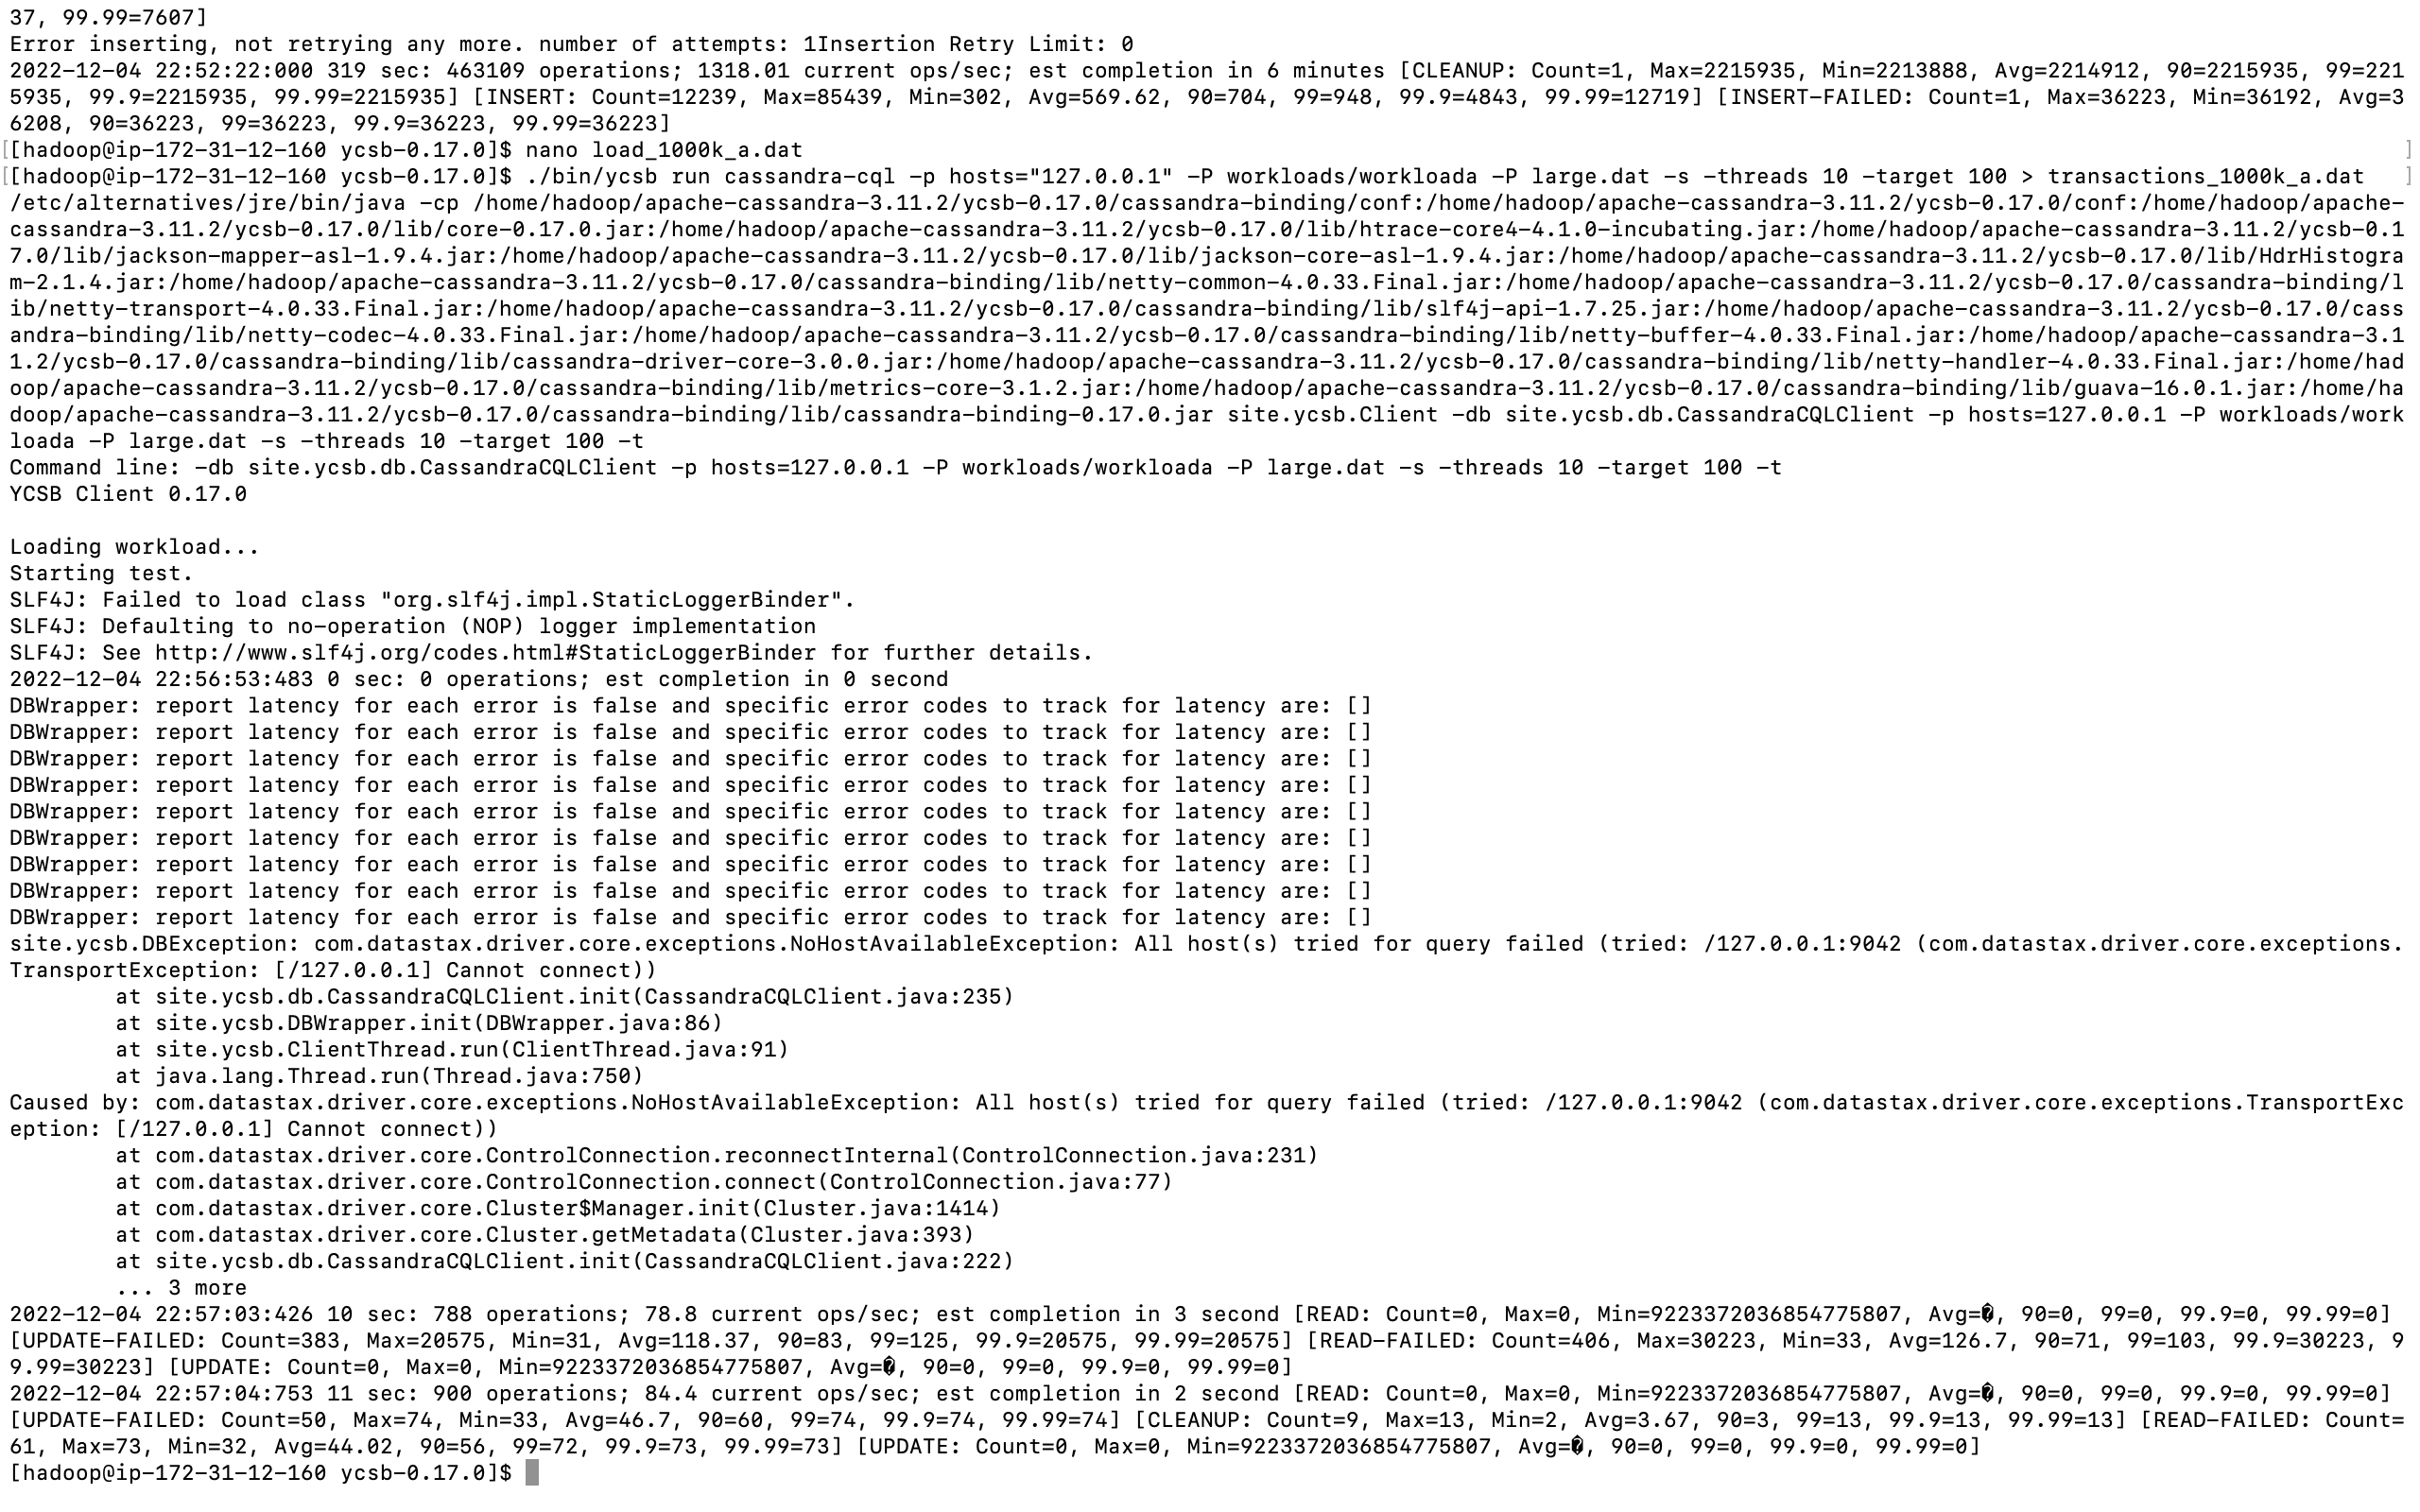 37, 99.99=7607]
Error inserting, not retrying any more. number of attempts: 1Insertion Retry Limit: 0
2022-12-04 22:52:22:000 319 sec: 463109 operations; 1318.01 current ops/sec; est completion in 6 minutes [CLEANUP: Count=1, Max=2215935, Min=2213888, Avg=2214912, 90=2215935, 99=221
5935, 99.9=2215935, 99.99=2215935] [INSERT: Count=12239, Max=85439, Min=302, Avg=569.62, 90=704, 99=948, 99.9=4843, 99.99=12719] [INSERT-FAILED: Count=1, Max=36223, Min=36192, Avg=3
6208, 90=36223, 99=36223, 99.9=36223, 99.99=36223]
[[hadoop@ip-172-31-12-160 ycsb-0.17.0]$ nano load_1000k_a.dat ]
[[hadoop@ip-172-31-12-160 ycsb-0.17.0]$ ./bin/ycsb run cassandra-cql -p hosts="127.0.0.1" -P workloads/workloada -P large.dat -s -threads 10 -target 100 > transactions_1000k_a.dat ]
/etc/alternatives/jre/bin/java -cp /home/hadoop/apache-cassandra-3.11.2/ycsb-0.17.0/cassandra-binding/conf:/home/hadoop/apache-cassandra-3.11.2/ycsb-0.17.0/conf:/home/hadoop/apache-
cassandra-3.11.2/ycsb-0.17.0/lib/core-0.17.0.jar:/home/hadoop/apache-cassandra-3.11.2/ycsb-0.17.0/lib/htrace-core4-4.1.0-incubating.jar:/home/hadoop/apache-cassandra-3.11.2/ycsb-0.1
7.0/lib/jackson-mapper-asl-1.9.4.jar:/home/hadoop/apache-cassandra-3.11.2/ycsb-0.17.0/lib/jackson-core-asl-1.9.4.jar:/home/hadoop/apache-cassandra-3.11.2/ycsb-0.17.0/lib/HdrHistogra
m-2.1.4.jar:/home/hadoop/apache-cassandra-3.11.2/ycsb-0.17.0/cassandra-binding/lib/netty-common-4.0.33.Final.jar:/home/hadoop/apache-cassandra-3.11.2/ycsb-0.17.0/cassandra-binding/l
ib/netty-transport-4.0.33.Final.jar:/home/hadoop/apache-cassandra-3.11.2/ycsb-0.17.0/cassandra-binding/lib/slf4j-api-1.7.25.jar:/home/hadoop/apache-cassandra-3.11.2/ycsb-0.17.0/cass
andra-binding/lib/netty-codec-4.0.33.Final.jar:/home/hadoop/apache-cassandra-3.11.2/ycsb-0.17.0/cassandra-binding/lib/netty-buffer-4.0.33.Final.jar:/home/hadoop/apache-cassandra-3.1
1.2/ycsb-0.17.0/cassandra-binding/lib/cassandra-driver-core-3.0.0.jar:/home/hadoop/apache-cassandra-3.11.2/ycsb-0.17.0/cassandra-binding/lib/netty-handler-4.0.33.Final.jar:/home/had
oop/apache-cassandra-3.11.2/ycsb-0.17.0/cassandra-binding/lib/metrics-core-3.1.2.jar:/home/hadoop/apache-cassandra-3.11.2/ycsb-0.17.0/cassandra-binding/lib/guava-16.0.1.jar:/home/ha
doop/apache-cassandra-3.11.2/ycsb-0.17.0/cassandra-binding/lib/cassandra-binding-0.17.0.jar site.ycsb.Client -db site.ycsb.db.CassandraCQLClient -p hosts=127.0.0.1 -P workloads/work
loada -P large.dat -s -threads 10 -target 100 -t
Command line: -db site.ycsb.db.CassandraCQLClient -p hosts=127.0.0.1 -P workloads/workloada -P large.dat -s -threads 10 -target 100 -t
YCSB Client 0.17.0
Loading workload...
Starting test.
SLF4J: Failed to load class "org.slf4j.impl.StaticLoggerBinder".
SLF4J: Defaulting to no-operation (NOP) logger implementation
SLF4J: See http://www.slf4j.org/codes.html#StaticLoggerBinder for further details.
2022-12-04 22:56:53:483 0 sec: 0 operations; est completion in 0 second
DBWrapper: report latency for each error is false and specific error codes to track for latency are: []
DBWrapper: report latency for each error is false and specific error codes to track for latency are: []
DBWrapper: report latency for each error is false and specific error codes to track for latency are: []
DBWrapper: report latency for each error is false and specific error codes to track for latency are: []
DBWrapper: report latency for each error is false and specific error codes to track for latency are: []
DBWrapper: report latency for each error is false and specific error codes to track for latency are: []
DBWrapper: report latency for each error is false and specific error codes to track for latency are: []
DBWrapper: report latency for each error is false and specific error codes to track for latency are: []
DBWrapper: report latency for each error is false and specific error codes to track for latency are: []
site.ycsb.DBException: com.datastax.driver.core.exceptions.NoHostAvailableException: All host(s) tried for query failed (tried: /127.0.0.1:9042 (com.datastax.driver.core.exceptions.
TransportException: [/127.0.0.1] Cannot connect))
at site.ycsb.db.CassandraCQLClient.init(CassandraCQLClient.java:235)
at site.ycsb.DBWrapper.init(DBWrapper.java:86)
at site.ycsb.ClientThread.run(ClientThread.java:91)
at java.lang.Thread.run(Thread.java:750)
Caused by: com.datastax.driver.core.exceptions.NoHostAvailableException: All host(s) tried for query failed (tried: /127.0.0.1:9042 (com.datastax.driver.core.exceptions.TransportExc
eption: [/127.0.0.1] Cannot connect))
at com.datastax.driver.core.ControlConnection.reconnectInternal(ControlConnection.java:231)
at com.datastax.driver.core.ControlConnection.connect(ControlConnection.java:77)
at com.datastax.driver.core.Cluster$Manager.init(Cluster.java:1414)
at com.datastax.driver.core.Cluster.getMetadata(Cluster.java:393)
at site.ycsb.db.CassandraCQLClient.init(CassandraCQLClient.java:222)
... 3 more
2022-12-04 22:57:03:426 10 sec: 788 operations; 78.8 current ops/sec; est completion in 3 second [READ: Count=0, Max=0, Min=9223372036854775807, Avg=�, 90=0, 99=0, 99.9=0, 99.99=0]
[UPDATE-FAILED: Count=383, Max=20575, Min=31, Avg=118.37, 90=83, 99=125, 99.9=20575, 99.99=20575] [READ-FAILED: Count=406, Max=30223, Min=33, Avg=126.7, 90=71, 99=103, 99.9=30223, 9
9.99=30223] [UPDATE: Count=0, Max=0, Min=9223372036854775807, Avg=�, 90=0, 99=0, 99.9=0, 99.99=0]
2022-12-04 22:57:04:753 11 sec: 900 operations; 84.4 current ops/sec; est completion in 2 second [READ: Count=0, Max=0, Min=9223372036854775807, Avg=�, 90=0, 99=0, 99.9=0, 99.99=0]
[UPDATE-FAILED: Count=50, Max=74, Min=33, Avg=46.7, 90=60, 99=74, 99.9=74, 99.99=74] [CLEANUP: Count=9, Max=13, Min=2, Avg=3.67, 90=3, 99=13, 99.9=13, 99.99=13] [READ-FAILED: Count=
61, Max=73, Min=32, Avg=44.02, 90=56, 99=72, 99.9=73, 99.99=73] [UPDATE: Count=0, Max=0, Min=9223372036854775807, Avg=�, 90=0, 99=0, 99.9=0, 99.99=0]
[hadoop@ip-172-31-12-160 ycsb-0.17.0]$